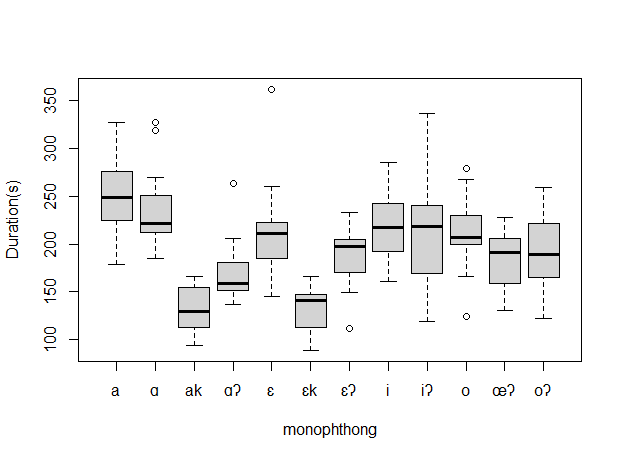 Duration(s)
350
300
250
200
150
100
a ɑ ak ɑʔ ɛ ɛk ɛʔ i iʔ o œʔ oʔ
monophthong